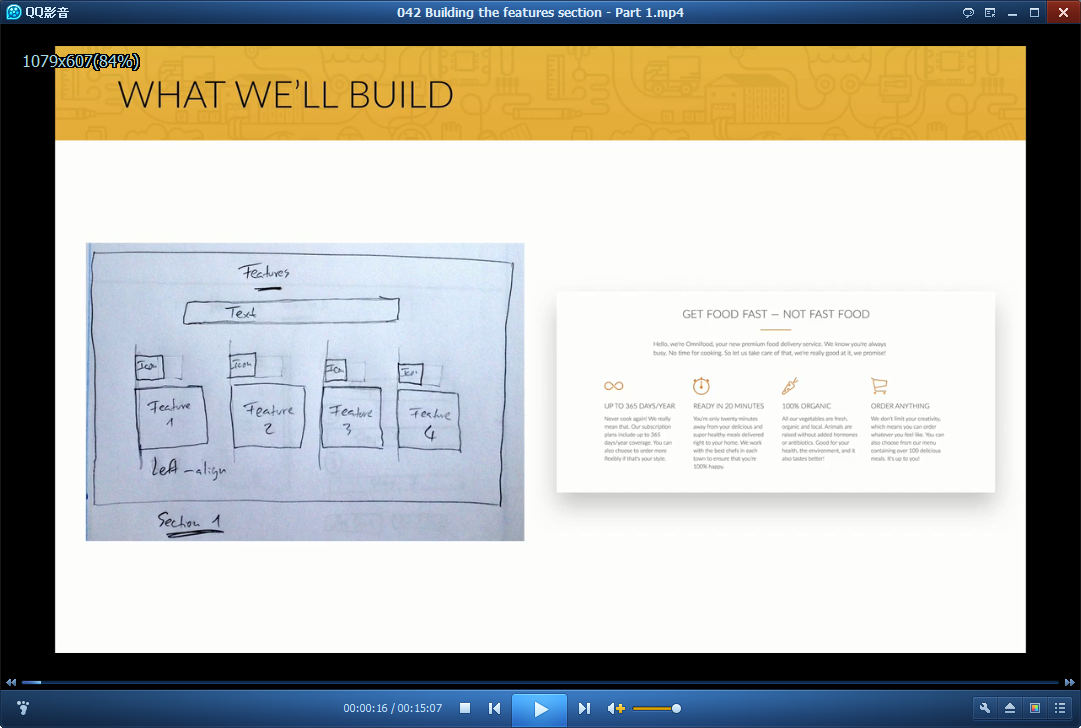 QQ影音
042 Building the features section - Part 1.mp4
1079x607(84%)
WHAT WE'LL BUILD
Features
Text
Icon
Icon
Icon
Icon
Feature
1
Feature
2
Feature
3
Feature
4
Left-align
Section 1
GET FOOD FAST — NOT FAST FOOD
Hello, we're Omnifood, your new premium food delivery service. We know you're always
busy. No time for cooking. So let us take care of that, we're really good at it, we promise!
UP TO 365 DAYS/YEAR
Never cook again! We really
mean that. Our subscription
plans include up to 365
days/year coverage. You can
also choose to order more
flexibly if that's your style.
READY IN 20 MINUTES
You're only twenty minutes
away from your delicious and
super healthy meals delivered
right to your home. We work
with the best chefs in each
town to ensure that you're
100% happy.
100% ORGANIC
All our vegetables are fresh,
organic and local. Animals are
raised without added hormones
or antibiotics. Good for your
health, the environment, and it
also tastes better!
ORDER ANYTHING
We don't limit your creativity,
which means you can order
whatever you feel like. You can
also choose from our menu
containing over 100 delicious
meals. It's up to you!
00:00:16 / 00:15:07